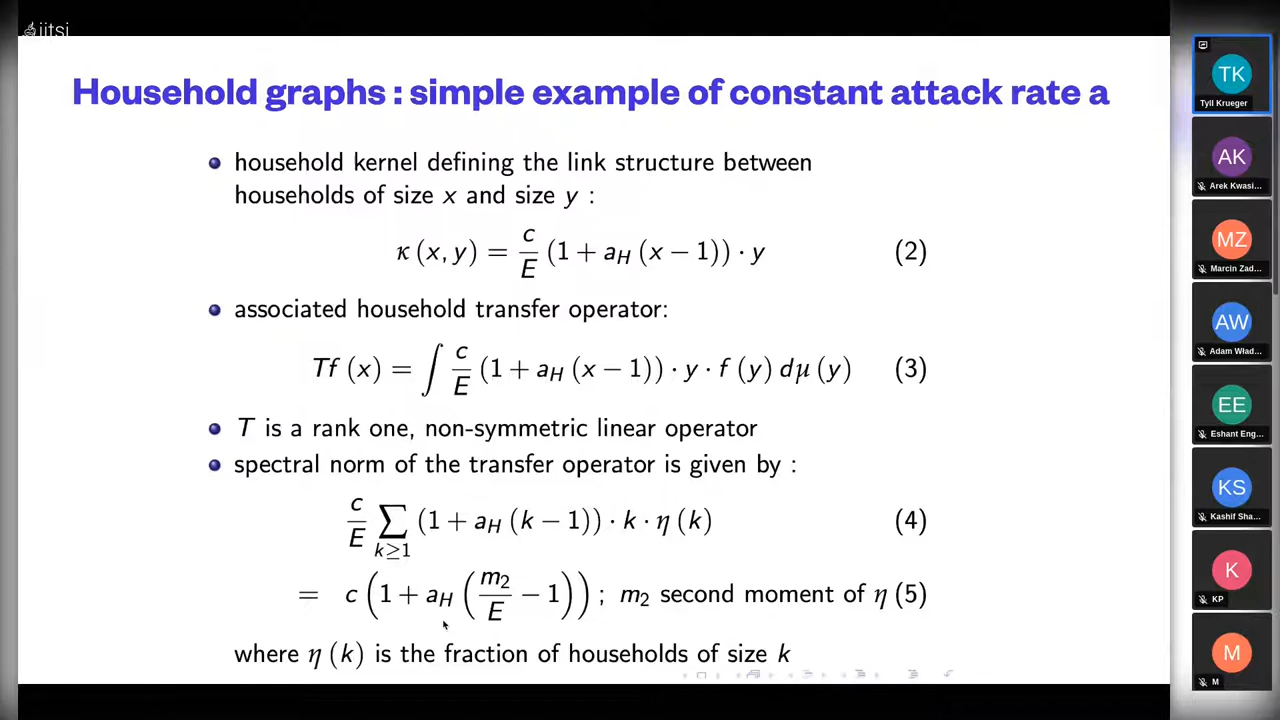 jitsi
Household graphs : simple example of constant attack rate a
household kernel defining the link structure between
households of size x and size y :
κ (x, y) = c/E (1 + a_H (x − 1)) · y (2)
associated household transfer operator:
Tf (x) = ∫ c/E (1 + a_H (x − 1)) · y · f (y) dμ (y) (3)
T is a rank one, non-symmetric linear operator
spectral norm of the transfer operator is given by :
c/E ∑_{k≥1} (1 + a_H (k − 1)) · k · η (k) (4)
= c (1 + a_H (m_2/E − 1)) ; m_2 second moment of η (5)
where η (k) is the fraction of households of size k
TK
Tyll Krueger
AK
Arek Kwasi...
MZ
Marcin Zad...
AW
Adam Wład...
EE
Eshant Eng...
KS
Kashif Sha...
K
KP
M
M